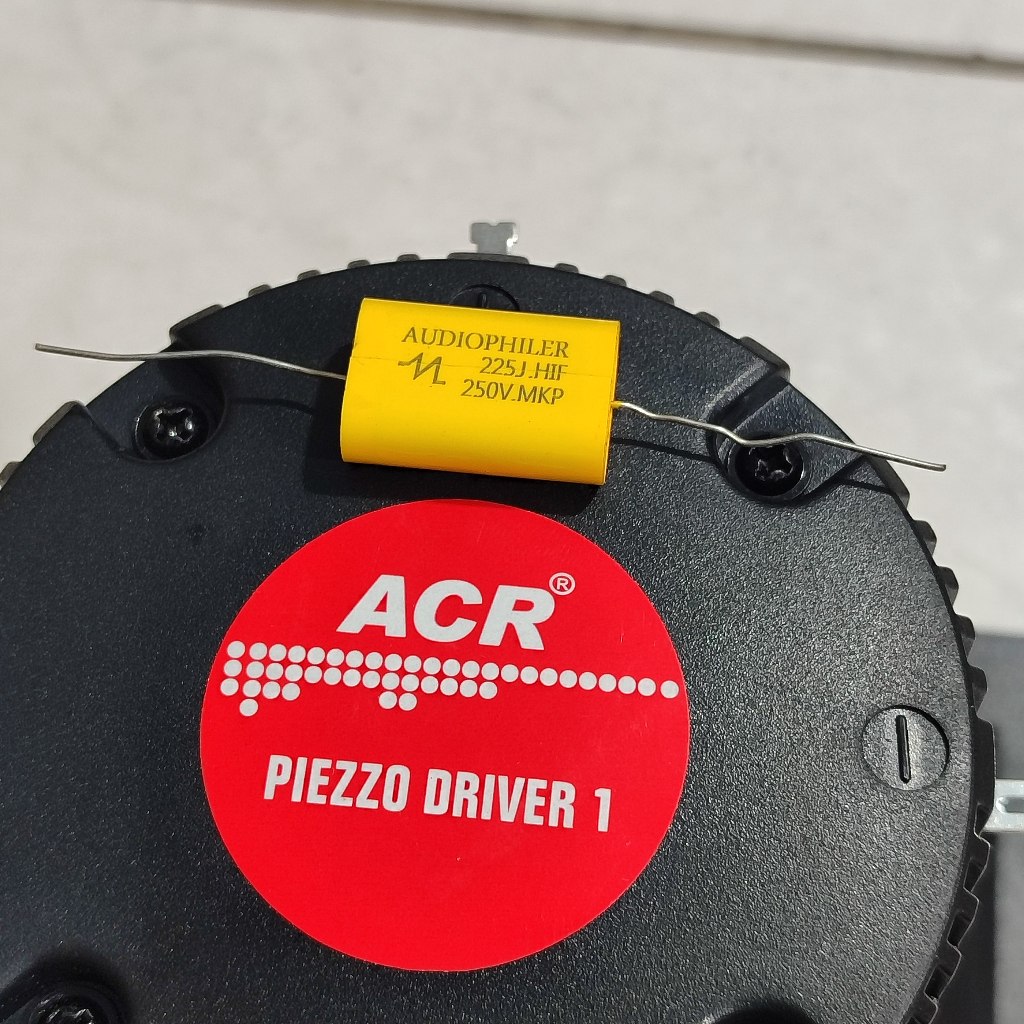 AUDIOPHILER
225J.HIF
250V.MKP
ACR®
PIEZZO DRIVER 1